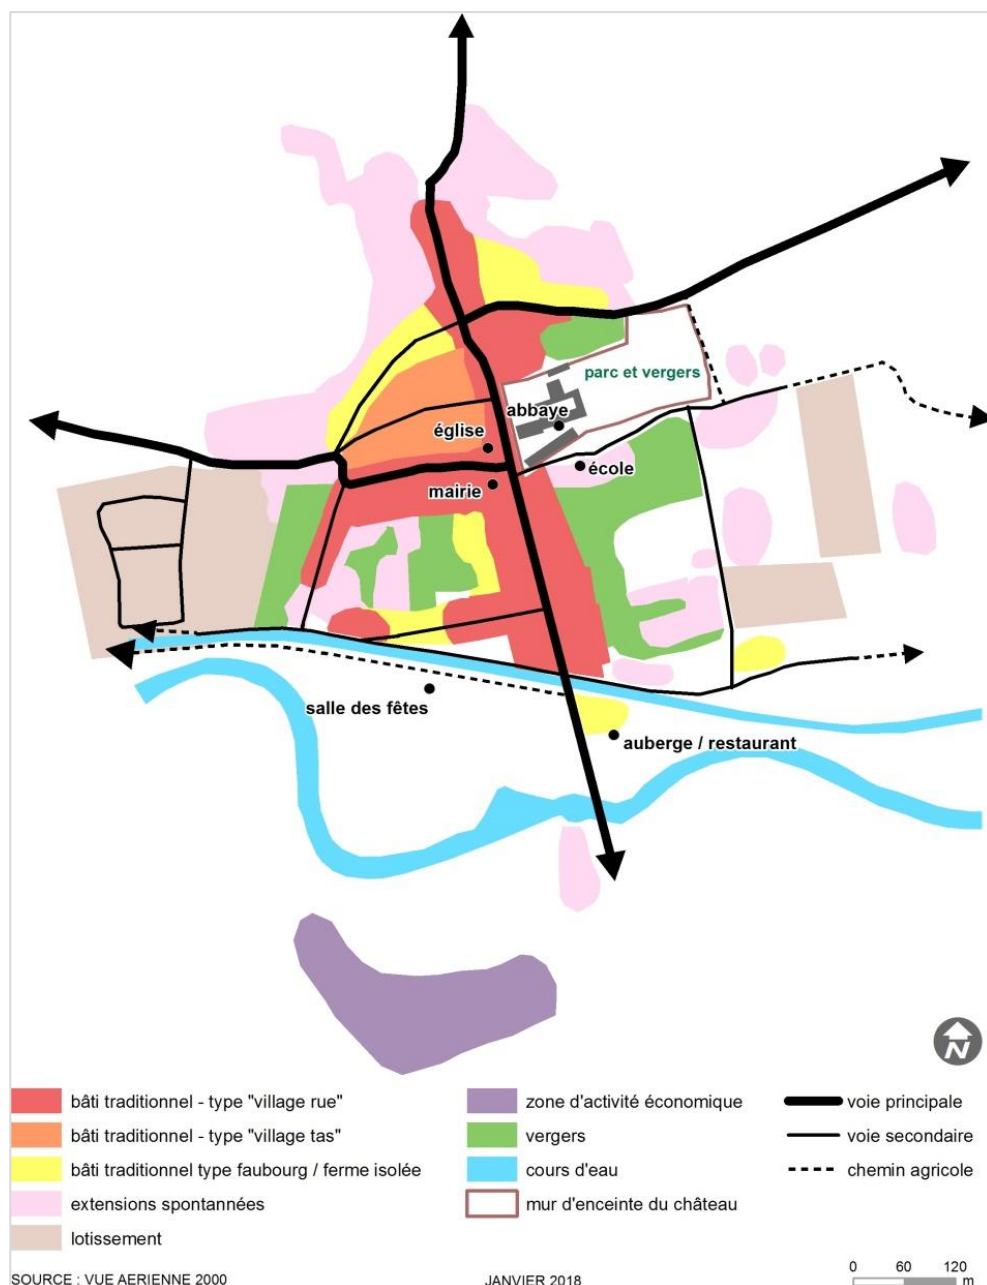 parc et vergers
abbaye
église
école
mairie
salle des fêtes
auberge / restaurant
N
bâti traditionnel - type "village rue"
bâti traditionnel - type "village tas"
bâti traditionnel type faubourg / ferme isolée
extensions spontannées
lotissement
zone d'activité économique
vergers
cours d'eau
mur d'enceinte du château
voie principale
voie secondaire
chemin agricole
SOURCE : VUE AERIENNE 2000
JANVIER 2018
0 60 120
m